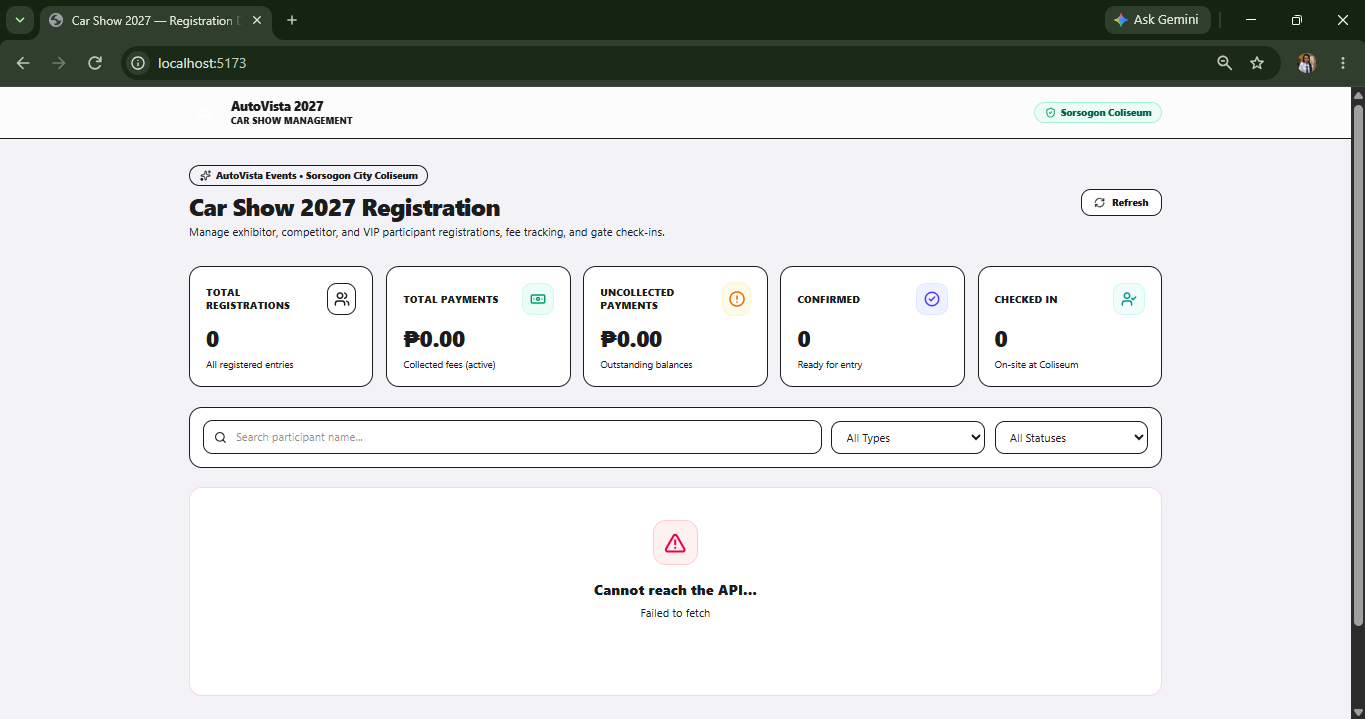 Car Show 2027 — Registration
Ask Gemini
localhost:5173
AutoVista 2027
CAR SHOW MANAGEMENT
Sorsogon Coliseum
AutoVista Events • Sorsogon City Coliseum
Car Show 2027 Registration
Refresh
Manage exhibitor, competitor, and VIP participant registrations, fee tracking, and gate check-ins.
TOTAL
REGISTRATIONS
0
All registered entries
TOTAL PAYMENTS
₱0.00
Collected fees (active)
UNCOLLECTED
PAYMENTS
₱0.00
Outstanding balances
CONFIRMED
0
Ready for entry
CHECKED IN
0
On-site at Coliseum
Search participant name...
All Types
All Statuses
Cannot reach the API...
Failed to fetch